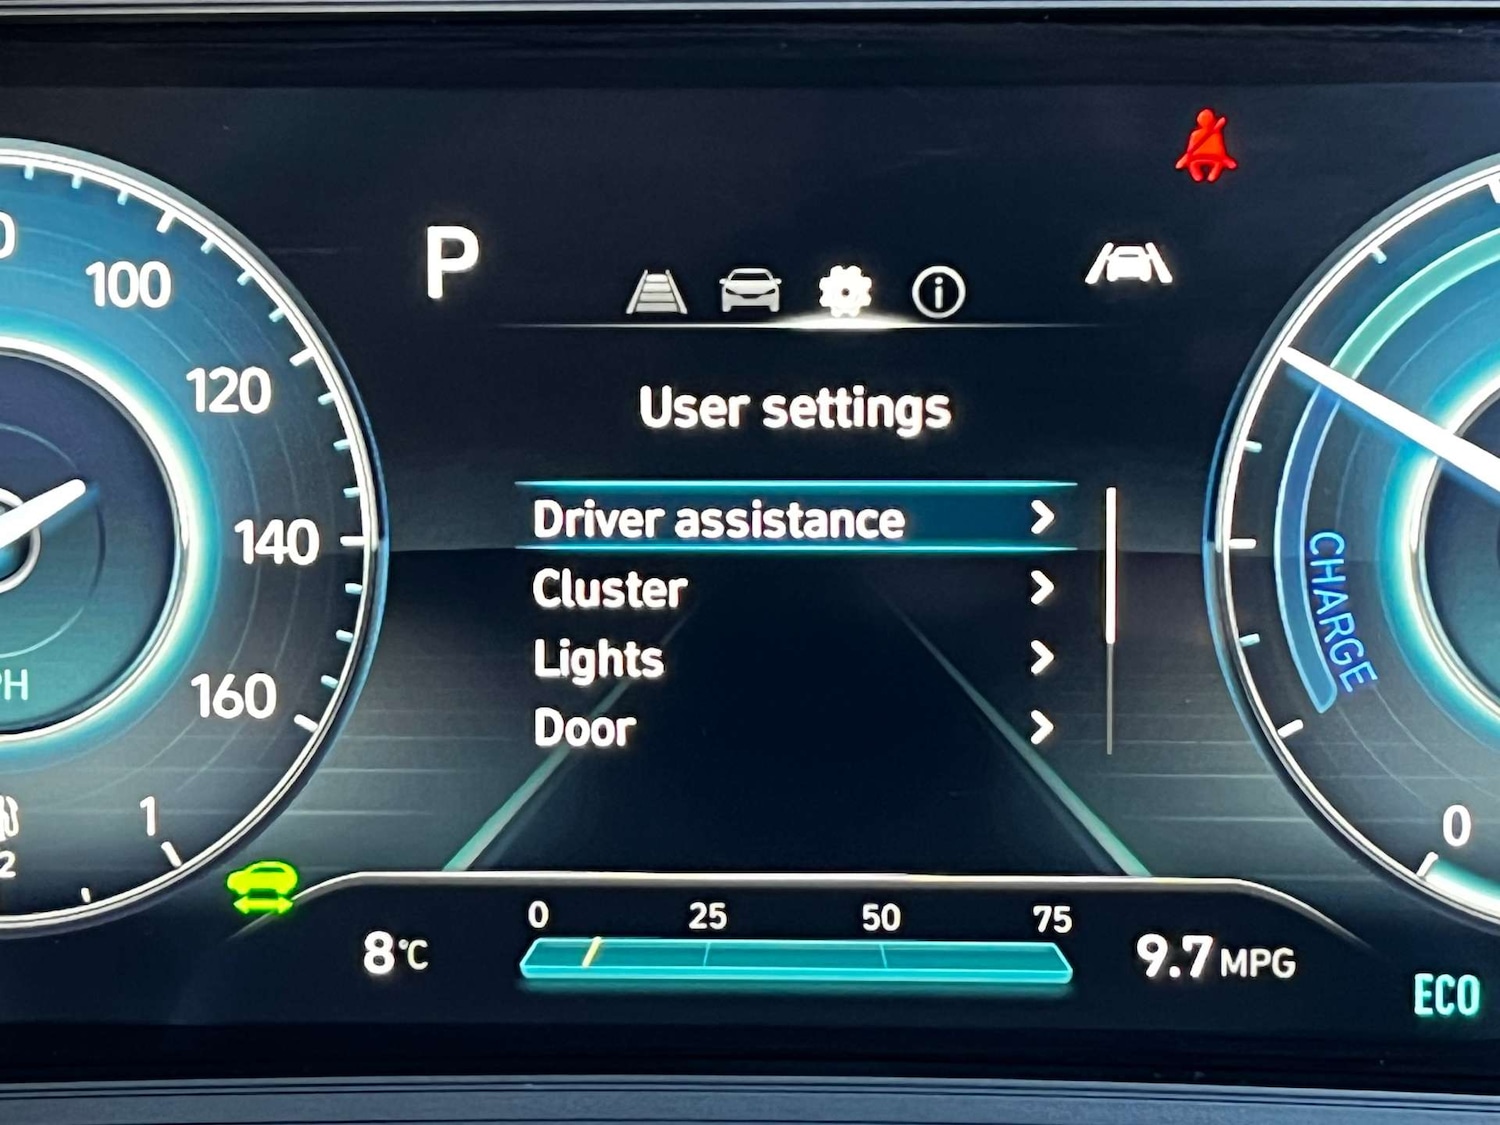 P
User settings
Driver assistance
Cluster
Lights
Door
100
120
140
160
1
CHARGE
0
0 25 50 75
8°C
9.7 MPG
ECO